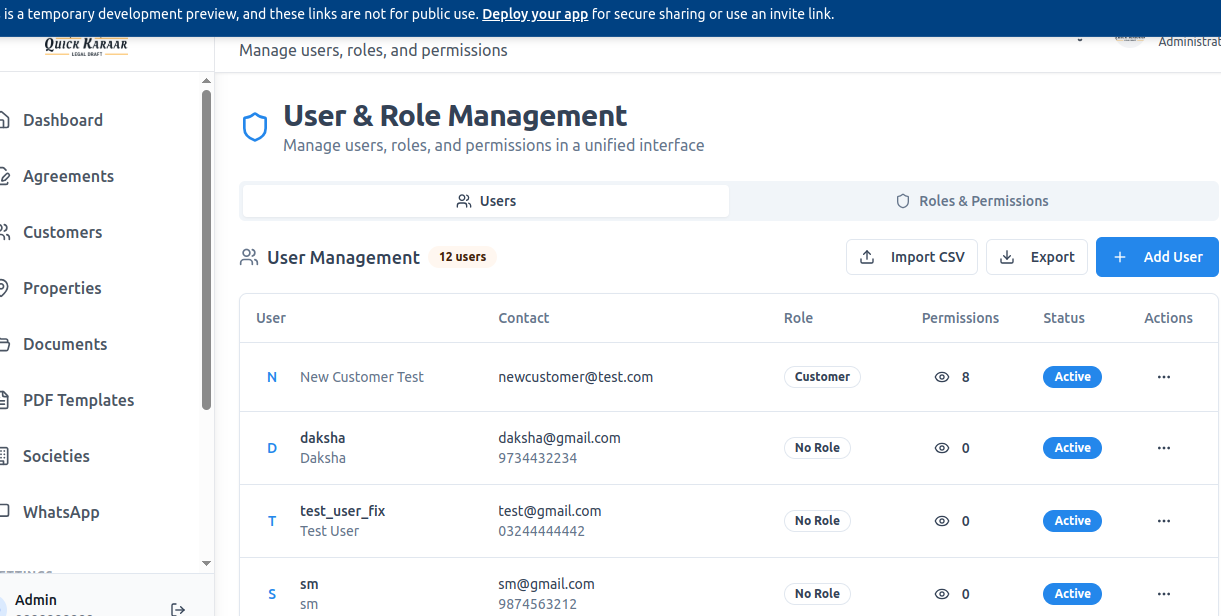 is a temporary development preview, and these links are not for public use. Deploy your app for secure sharing or use an invite link.
QUICK KARAAR
LEGAL DRAFT
Manage users, roles, and permissions
Dashboard
Agreements
Customers
Properties
Documents
PDF Templates
Societies
WhatsApp
Admin
User & Role Management
Manage users, roles, and permissions in a unified interface
Users
Roles & Permissions
User Management 12 users
Import CSV
Export
+ Add User
User Contact Role Permissions Status Actions
N New Customer Test newcustomer@test.com Customer 8 Active ...
D daksha daksha@gmail.com No Role 0 Active ...
Daksha 9734432234
T test_user_fix test@gmail.com No Role 0 Active ...
Test User 03244444442
S sm sm@gmail.com No Role 0 Active ...
sm 9874563212